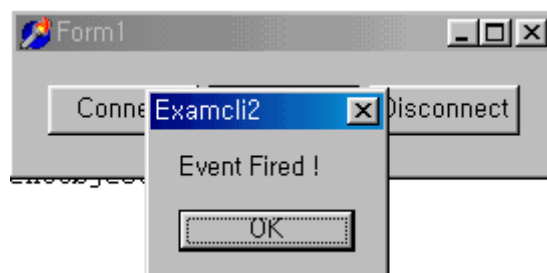 Form1
Conne
Examcli2
Disconnect
Event Fired !
OK